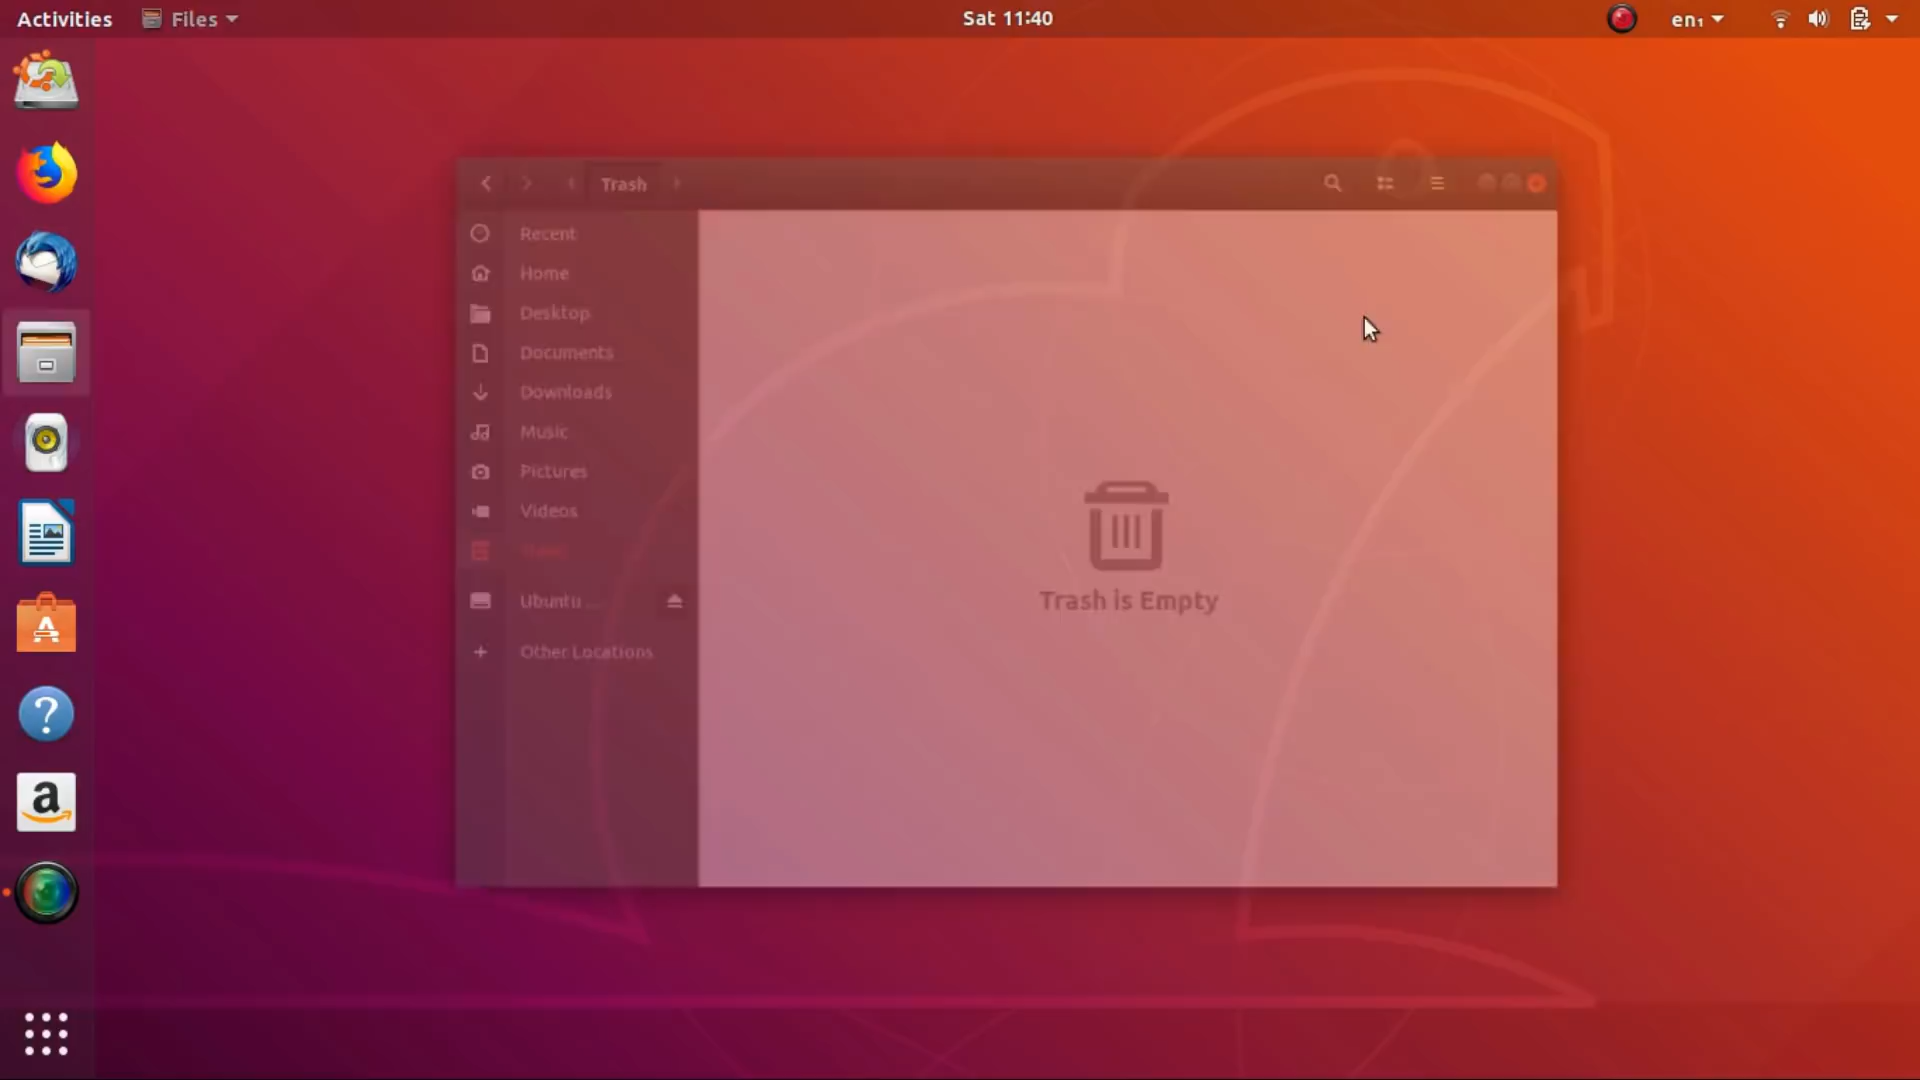 Activities
Files
Sat 11:40
en₁
Trash
Recent
Home
Desktop
Documents
Downloads
Music
Pictures
Videos
Trash
Ubuntu ...
Other Locations
Trash is Empty